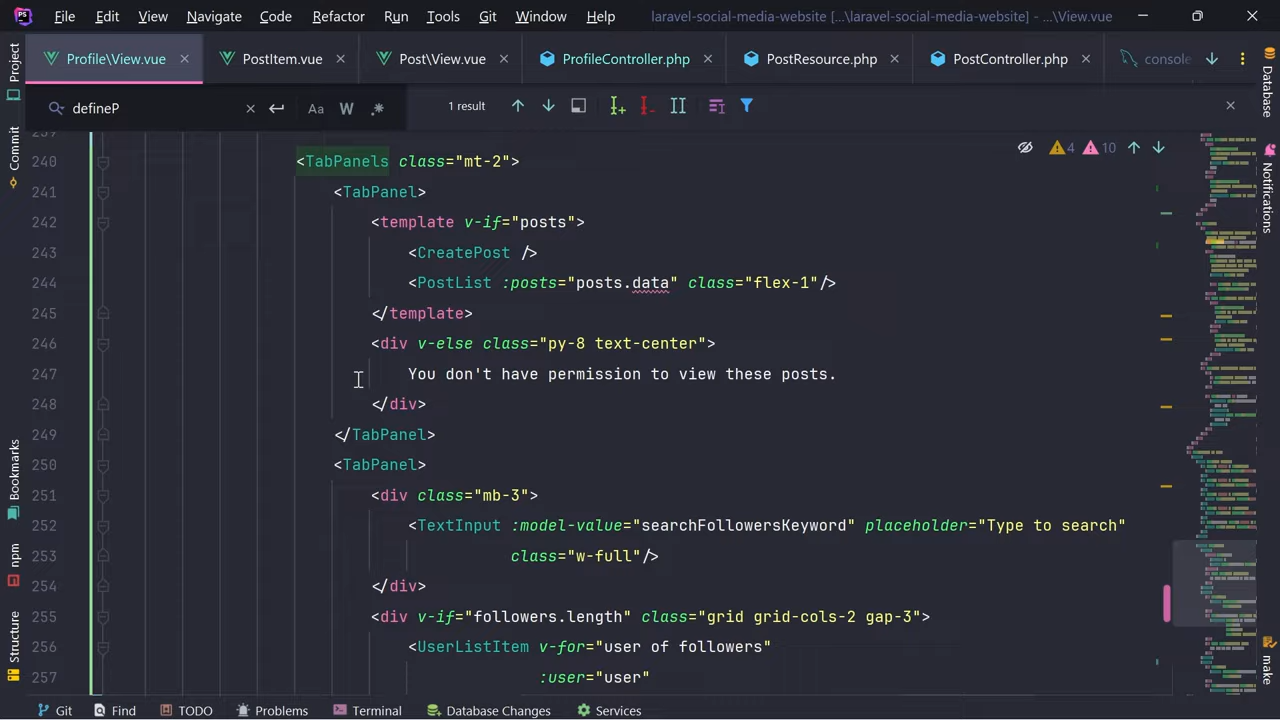 File Edit View Navigate Code Refactor Run Tools Git Window Help laravel-social-media-website [...\laravel-social-media-website] - ...\View.vue
Profile\View.vue PostItem.vue Post\View.vue ProfileController.php PostResource.php PostController.php console
defineP Aa W .* 1 result
4 10
239
240 <TabPanels class="mt-2">
241 <TabPanel>
242 <template v-if="posts">
243 <CreatePost />
244 <PostList :posts="posts.data" class="flex-1"/>
245 </template>
246 <div v-else class="py-8 text-center">
247 You don't have permission to view these posts.
248 </div>
249 </TabPanel>
250 <TabPanel>
251 <div class="mb-3">
252 <TextInput :model-value="searchFollowersKeyword" placeholder="Type to search"
253 class="w-full"/>
254 </div>
255 <div v-if="followers.length" class="grid grid-cols-2 gap-3">
256 <UserListItem v-for="user of followers"
257 :user="user"
Project
Commit
Bookmarks
npm
Structure
Database
Notifications
make
Git Find TODO Problems Terminal Database Changes Services